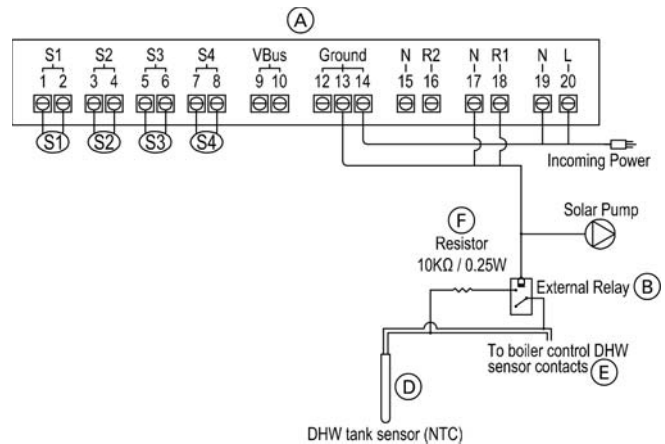 A
S1 S2 S3 S4 VBus Ground N R2 N R1 N L
1 2 3 4 5 6 7 8 9 10 12 13 14 15 16 17 18 19 20
S1 S2 S3 S4
Incoming Power
Solar Pump
F
Resistor
10KΩ / 0.25W
External Relay B
To boiler control DHW
sensor contacts E
D
DHW tank sensor (NTC)